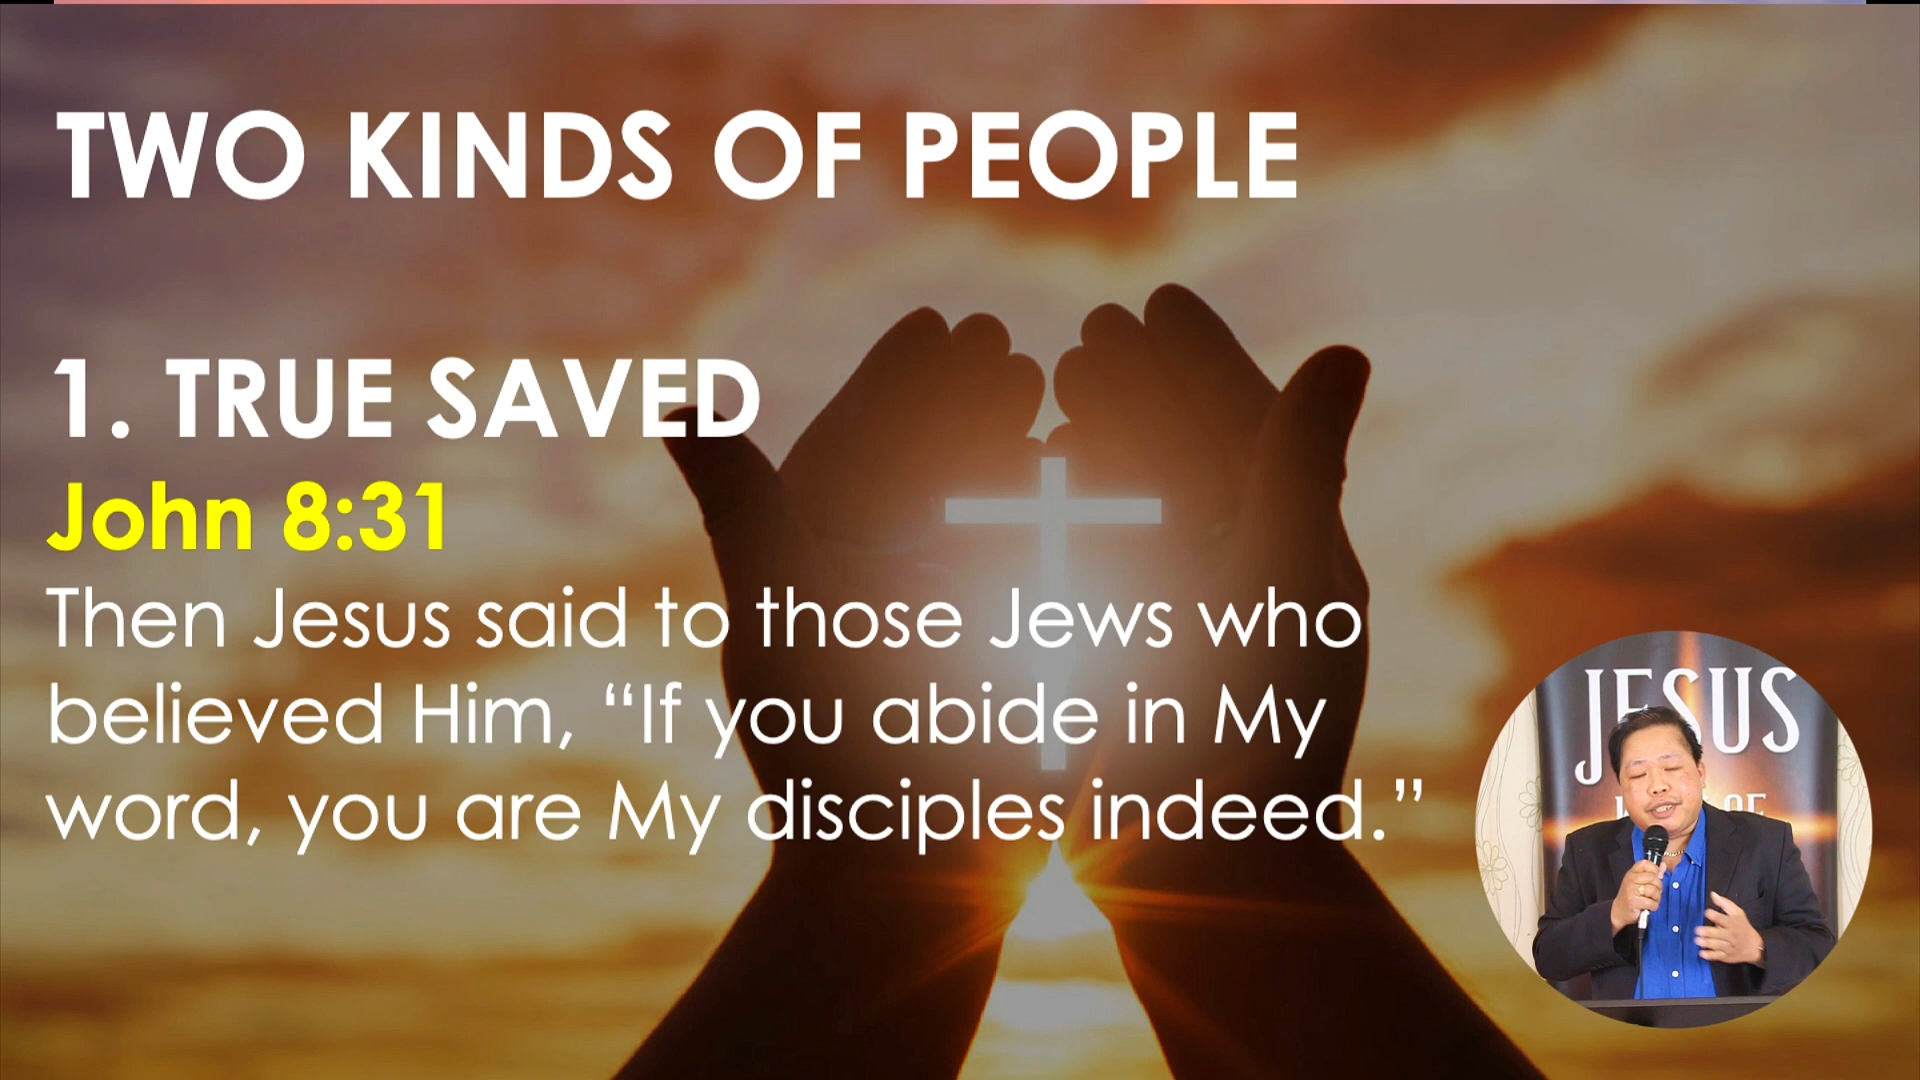 TWO KINDS OF PEOPLE
1. TRUE SAVED
John 8:31
Then Jesus said to those Jews who
believed Him, “If you abide in My
word, you are My disciples indeed.”
JESUS